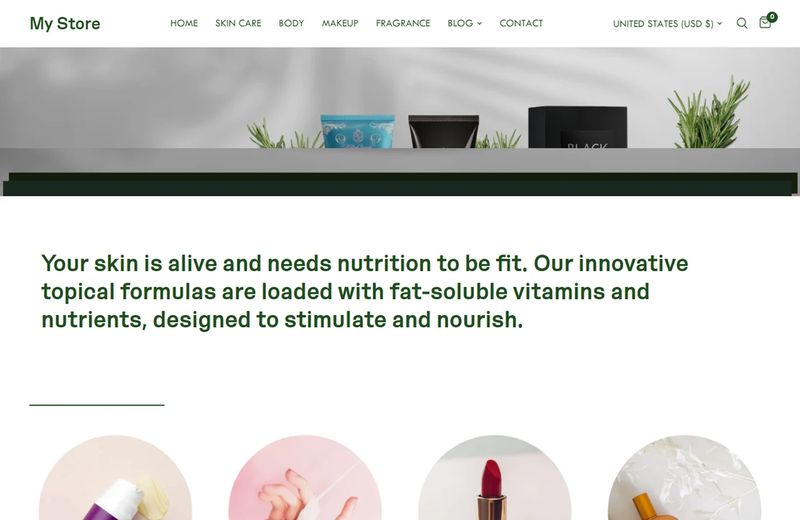 My Store
HOME SKIN CARE BODY MAKEUP FRAGRANCE BLOG CONTACT
UNITED STATES (USD $)
0
BLACK
Your skin is alive and needs nutrition to be fit. Our innovative
topical formulas are loaded with fat-soluble vitamins and
nutrients, designed to stimulate and nourish.